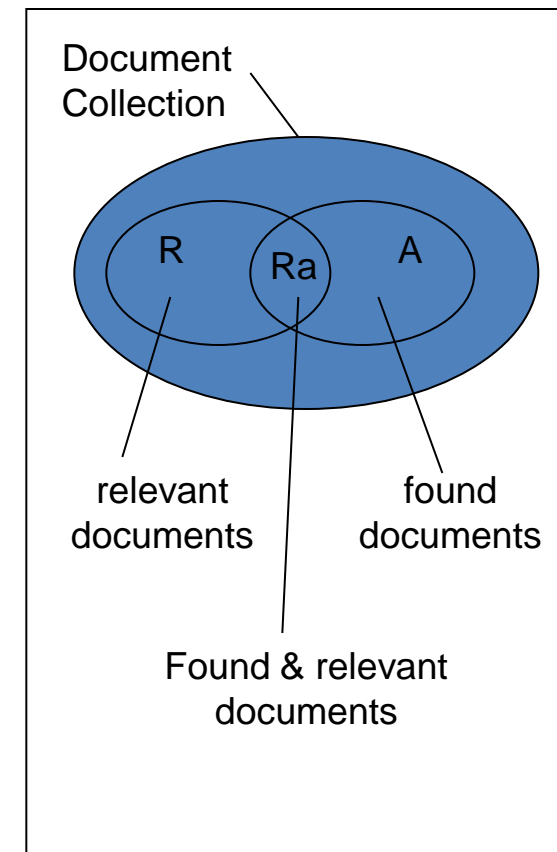 Document
Collection
R
Ra
A
relevant
documents
found
documents
Found & relevant
documents